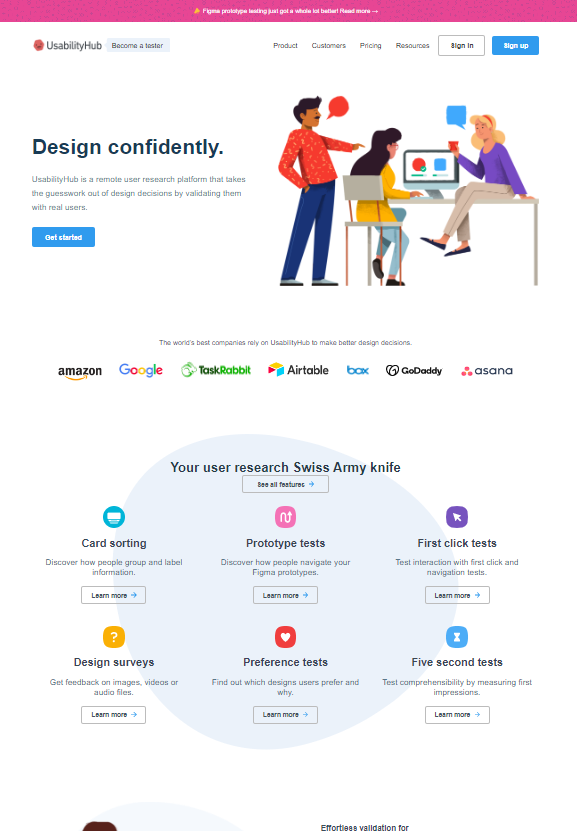 Figma prototype testing just got a whole lot better! Read more →
UsabilityHub
Become a tester
Product
Customers
Pricing
Resources
Sign in
Sign up
Design confidently.
UsabilityHub is a remote user research platform that takes
the guesswork out of design decisions by validating them
with real users.
Get started
The world's best companies rely on UsabilityHub to make better design decisions.
amazon
Google
TaskRabbit
Airtable
box
GoDaddy
asana
Your user research Swiss Army knife
See all features →
Card sorting
Discover how people group and label
information.
Learn more →
Prototype tests
Discover how people navigate your
Figma prototypes.
Learn more →
First click tests
Test interaction with first click and
navigation tests.
Learn more →
Design surveys
Get feedback on images, videos or
audio files.
Learn more →
Preference tests
Find out which designs users prefer and
why.
Learn more →
Five second tests
Test comprehensibility by measuring first
impressions.
Learn more →
Effortless validation for